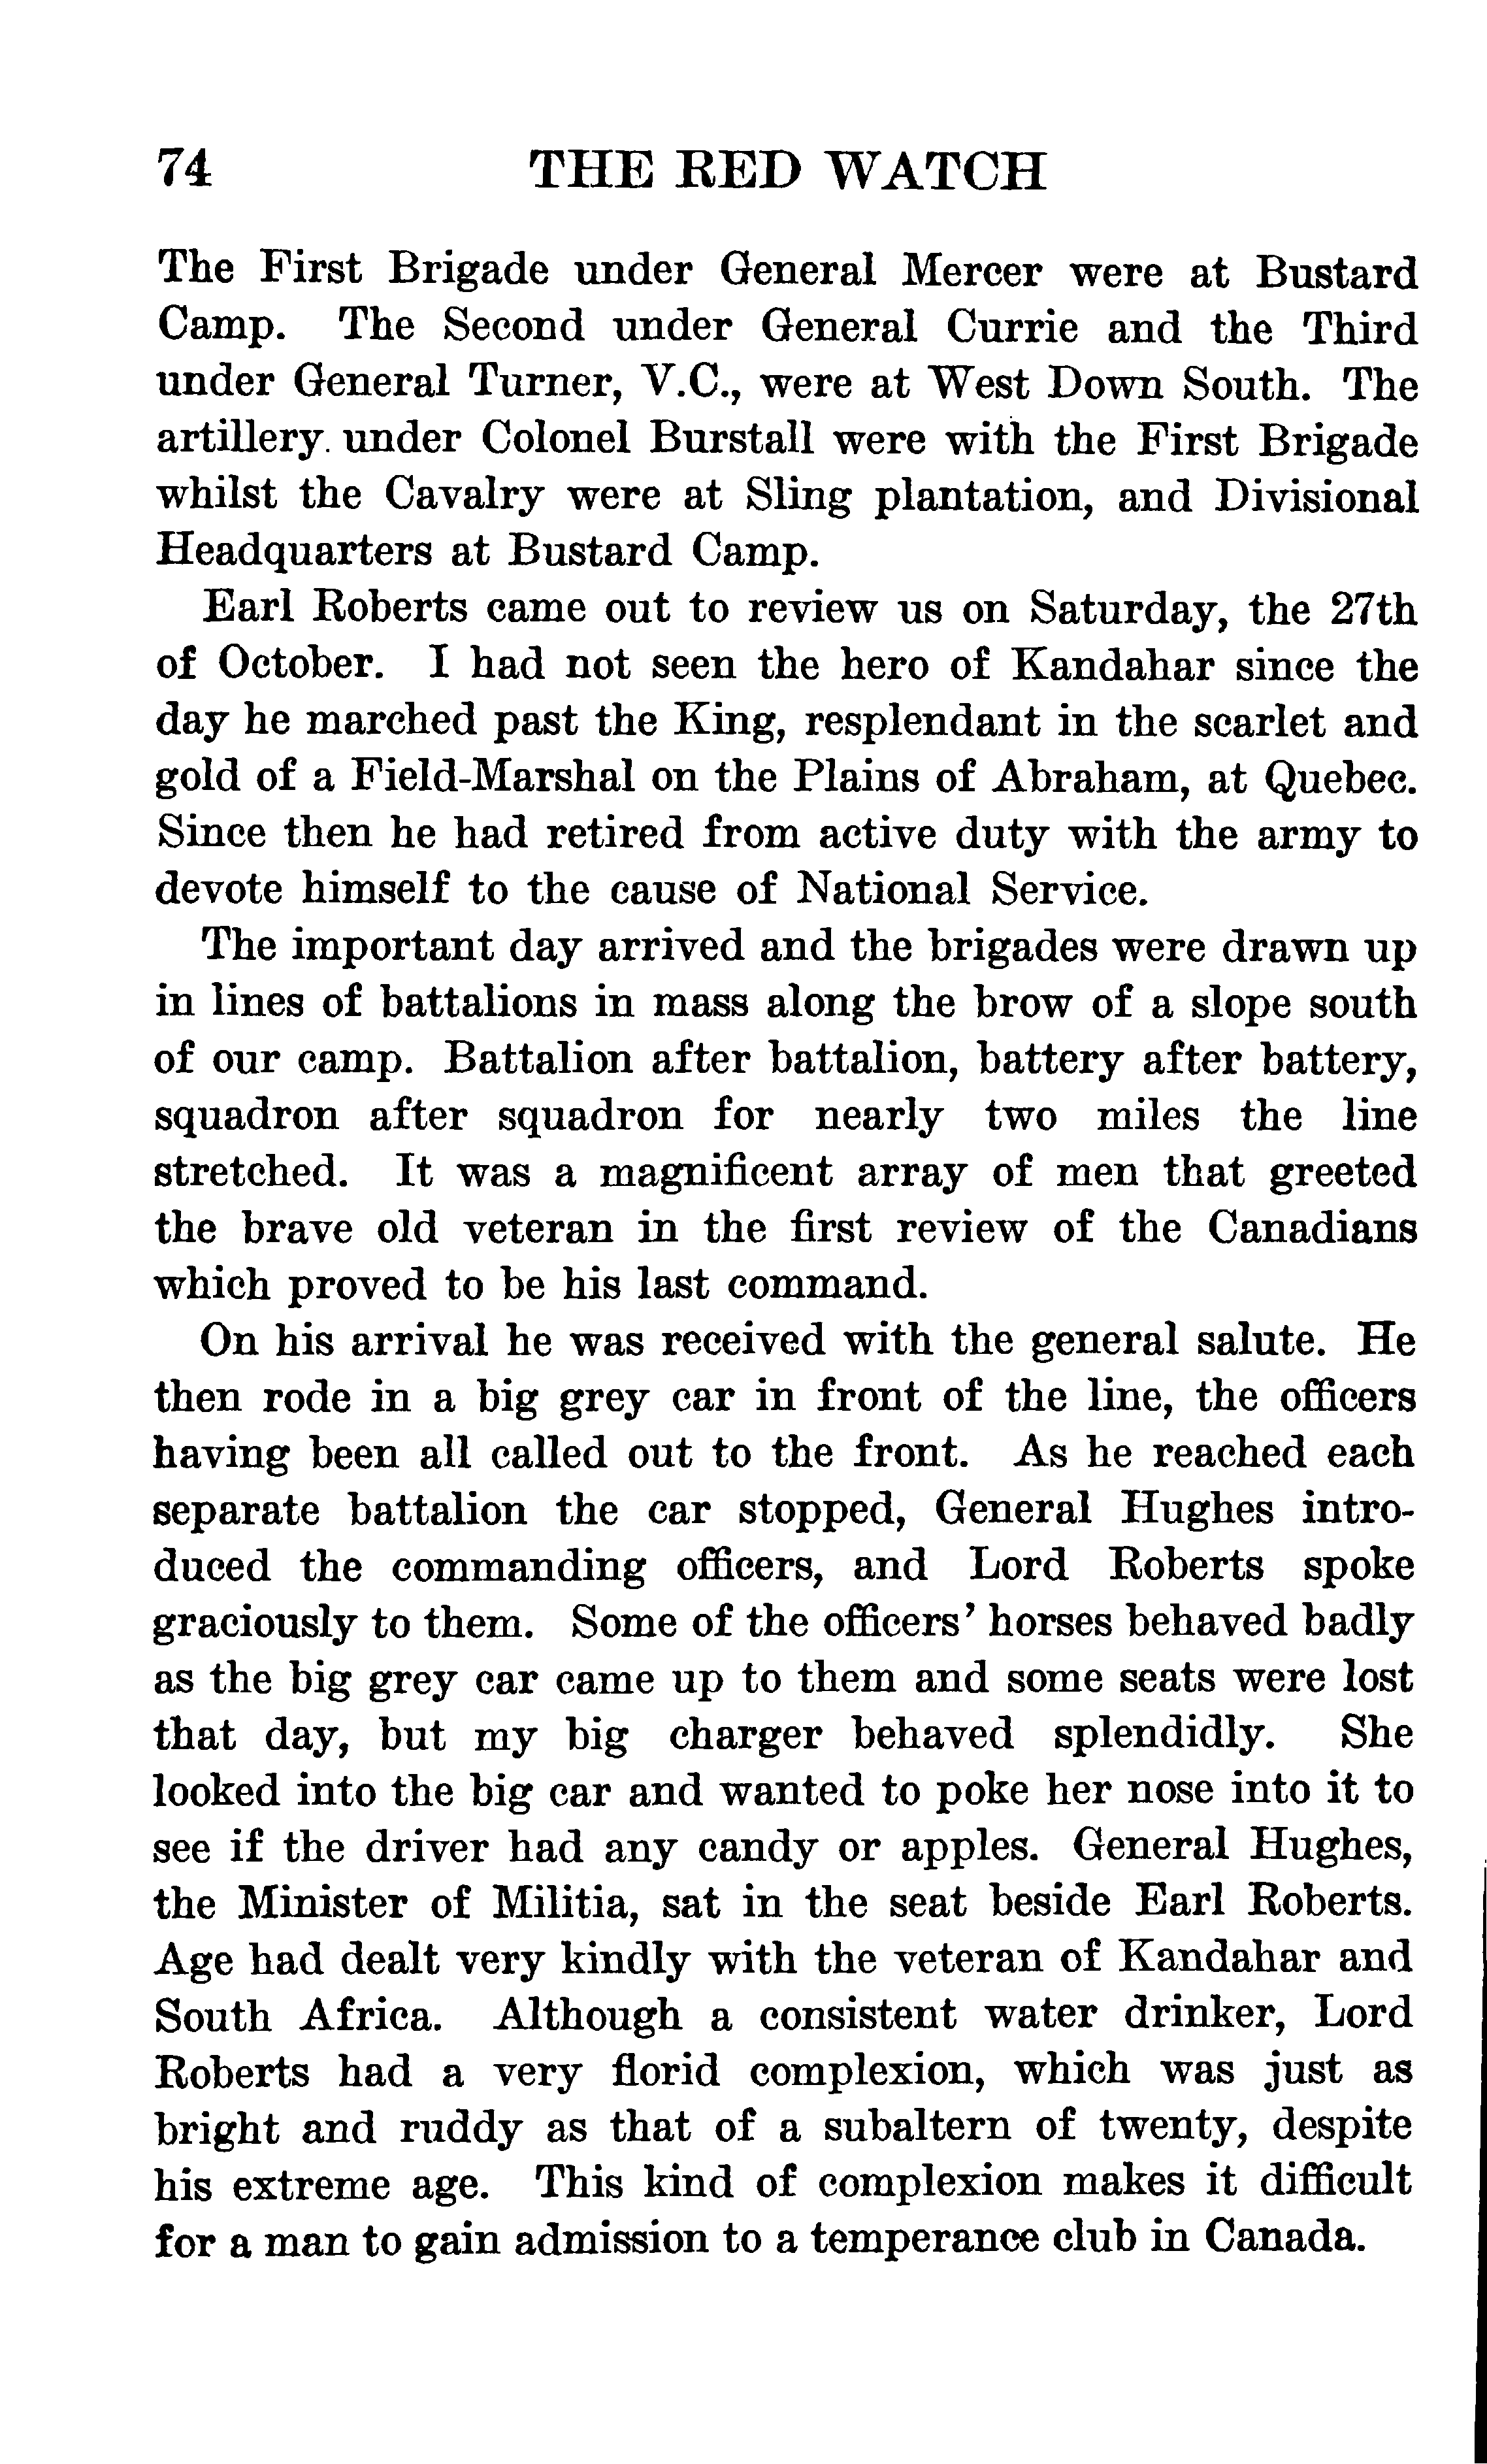 74 THE RED WATCH
The First Brigade under General Mercer were at Bustard
Camp. The Second under General Currie and the Third
under General Turner, V.C., were at West Down South. The
artillery. under Colonel Burstall were with the First Brigade
whilst the Cavalry were at Sling plantation, and Divisional
Headquarters at Bustard Camp.
Earl Roberts came out to review us on Saturday, the 27th
of October. I had not seen the hero of Kandahar since the
day he marched past the King, resplendant in the scarlet and
gold of a Field-Marshal on the Plains of Abraham, at Quebec.
Since then he had retired from active duty with the army to
devote himself to the cause of National Service.
The important day arrived and the brigades were drawn up
in lines of battalions in mass along the brow of a slope south
of our camp. Battalion after battalion, battery after battery,
squadron after squadron for nearly two miles the line
stretched. It was a magnificent array of men that greeted
the brave old veteran in the first review of the Canadians
which proved to be his last command.
On his arrival he was received with the general salute. He
then rode in a big grey car in front of the line, the officers
having been all called out to the front. As he reached each
separate battalion the car stopped, General Hughes intro-
duced the commanding officers, and Lord Roberts spoke
graciously to them. Some of the officers' horses behaved badly
as the big grey car came up to them and some seats were lost
that day, but my big charger behaved splendidly. She
looked into the big car and wanted to poke her nose into it to
see if the driver had any candy or apples. General Hughes,
the Minister of Militia, sat in the seat beside Earl Roberts.
Age had dealt very kindly with the veteran of Kandahar and
South Africa. Although a consistent water drinker, Lord
Roberts had a very florid complexion, which was just as
bright and ruddy as that of a subaltern of twenty, despite
his extreme age. This kind of complexion makes it difficult
for a man to gain admission to a temperance club in Canada.